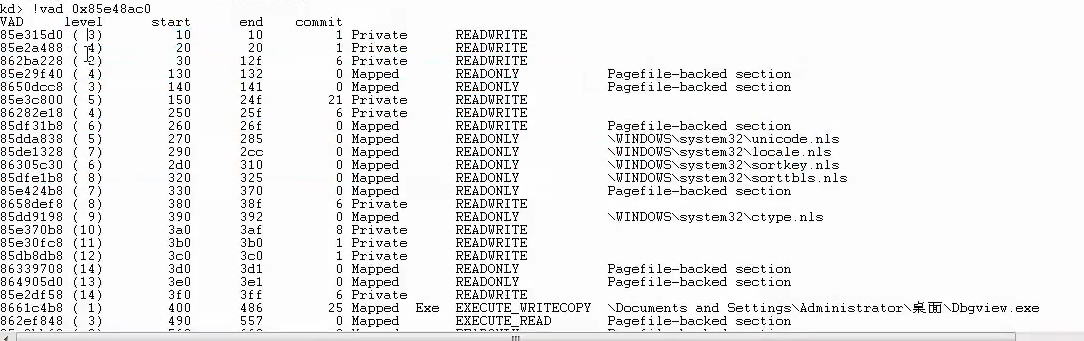 kd> !vad 0x85e48ac0
VAD level start end commit
85e315d0 ( 3) 10 10 1 Private READWRITE
85e2a488 ( 4) 20 20 1 Private READWRITE
862ba228 ( 2) 30 12f 6 Private READWRITE
85e29f40 ( 4) 130 132 0 Mapped READONLY Pagefile-backed section
8650dcc8 ( 3) 140 141 0 Mapped READONLY Pagefile-backed section
85e3c800 ( 5) 150 24f 21 Private READWRITE
86282e18 ( 4) 250 25f 6 Private READWRITE
85df31b8 ( 6) 260 26f 0 Mapped READWRITE Pagefile-backed section
85dda838 ( 5) 270 285 0 Mapped READONLY \WINDOWS\system32\unicode.nls
85de1328 ( 7) 290 2cc 0 Mapped READONLY \WINDOWS\system32\locale.nls
86305c30 ( 6) 2d0 310 0 Mapped READONLY \WINDOWS\system32\sortkey.nls
85dfe1b8 ( 8) 320 325 0 Mapped READONLY \WINDOWS\system32\sorttbls.nls
85e424b8 ( 7) 330 370 0 Mapped READONLY Pagefile-backed section
8658def8 ( 8) 380 38f 6 Private READWRITE
85dd9198 ( 9) 390 392 0 Mapped READONLY \WINDOWS\system32\ctype.nls
85e370b8 (10) 3a0 3af 8 Private READWRITE
85e30fc8 (11) 3b0 3b0 1 Private READWRITE
85db8db8 (12) 3c0 3c0 1 Private READWRITE
86339708 (14) 3d0 3d1 0 Mapped READONLY Pagefile-backed section
864905d0 (13) 3e0 3e1 0 Mapped READONLY Pagefile-backed section
85e2df58 (14) 3f0 3ff 6 Private READWRITE
8661c4b8 ( 1) 400 486 25 Mapped Exe EXECUTE_WRITECOPY \Documents and Settings\Administrator\桌面\Dbgview.exe
862ef848 ( 3) 490 557 0 Mapped EXECUTE_READ Pagefile-backed section